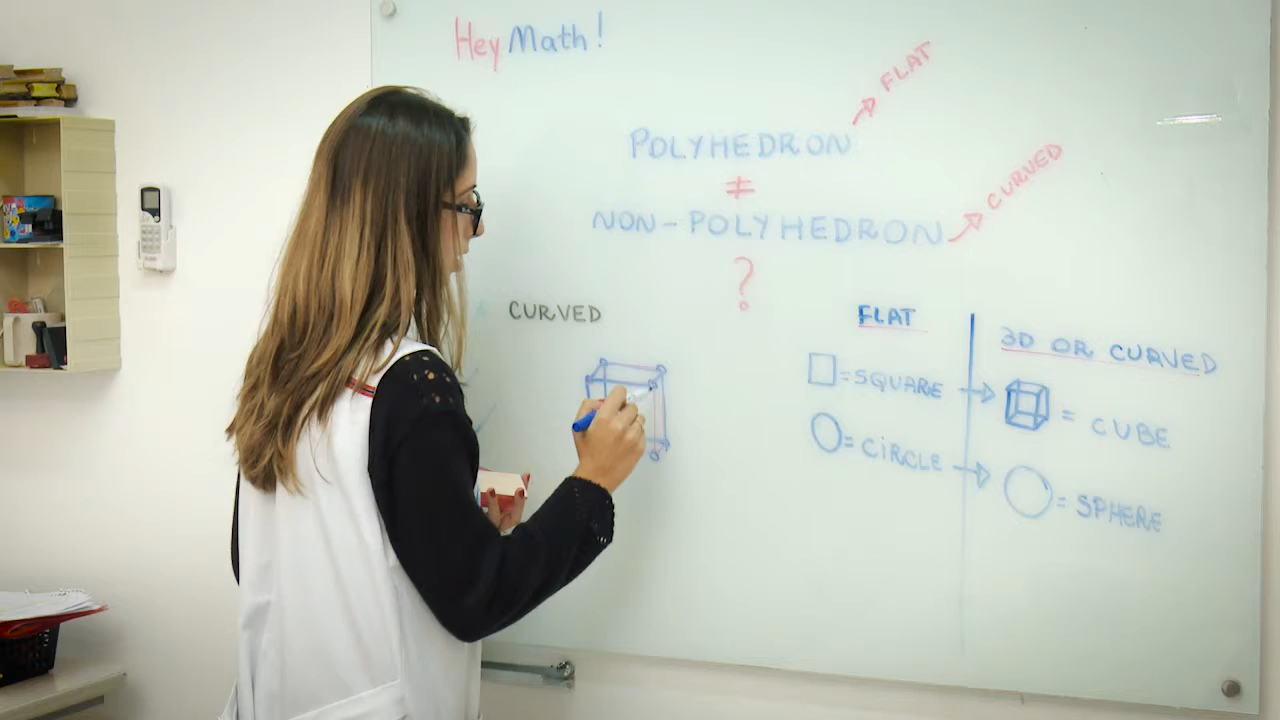 Hey Math!
FLAT
POLYHEDRON
≠
CURVED
NON-POLYHEDRON
?
CURVED
FLAT
3D OR CURVED
=SQUARE
= CUBE
=CIRCLE
=SPHERE